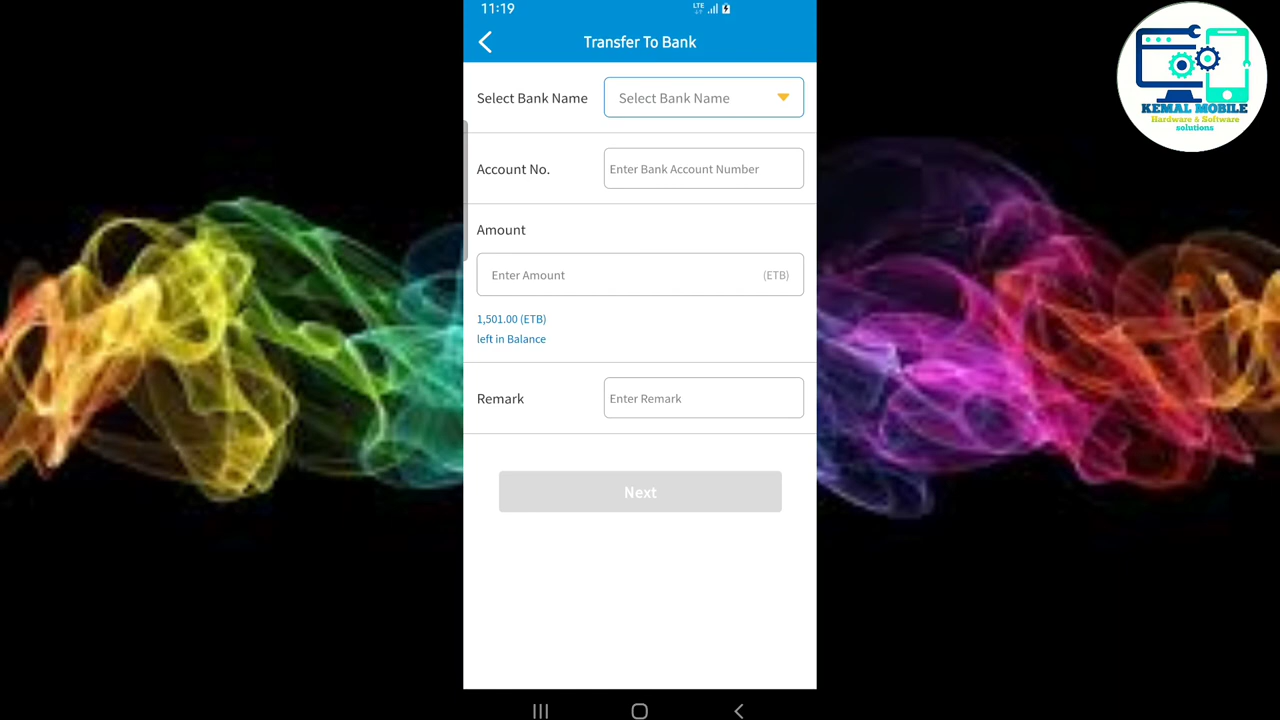 11:19
LTE
Transfer To Bank
Select Bank Name
Select Bank Name
Account No.
Enter Bank Account Number
Amount
Enter Amount
(ETB)
1,501.00 (ETB)
left in Balance
Remark
Enter Remark
Next
KEMAL MOBILE
Hardware & Software
solutions